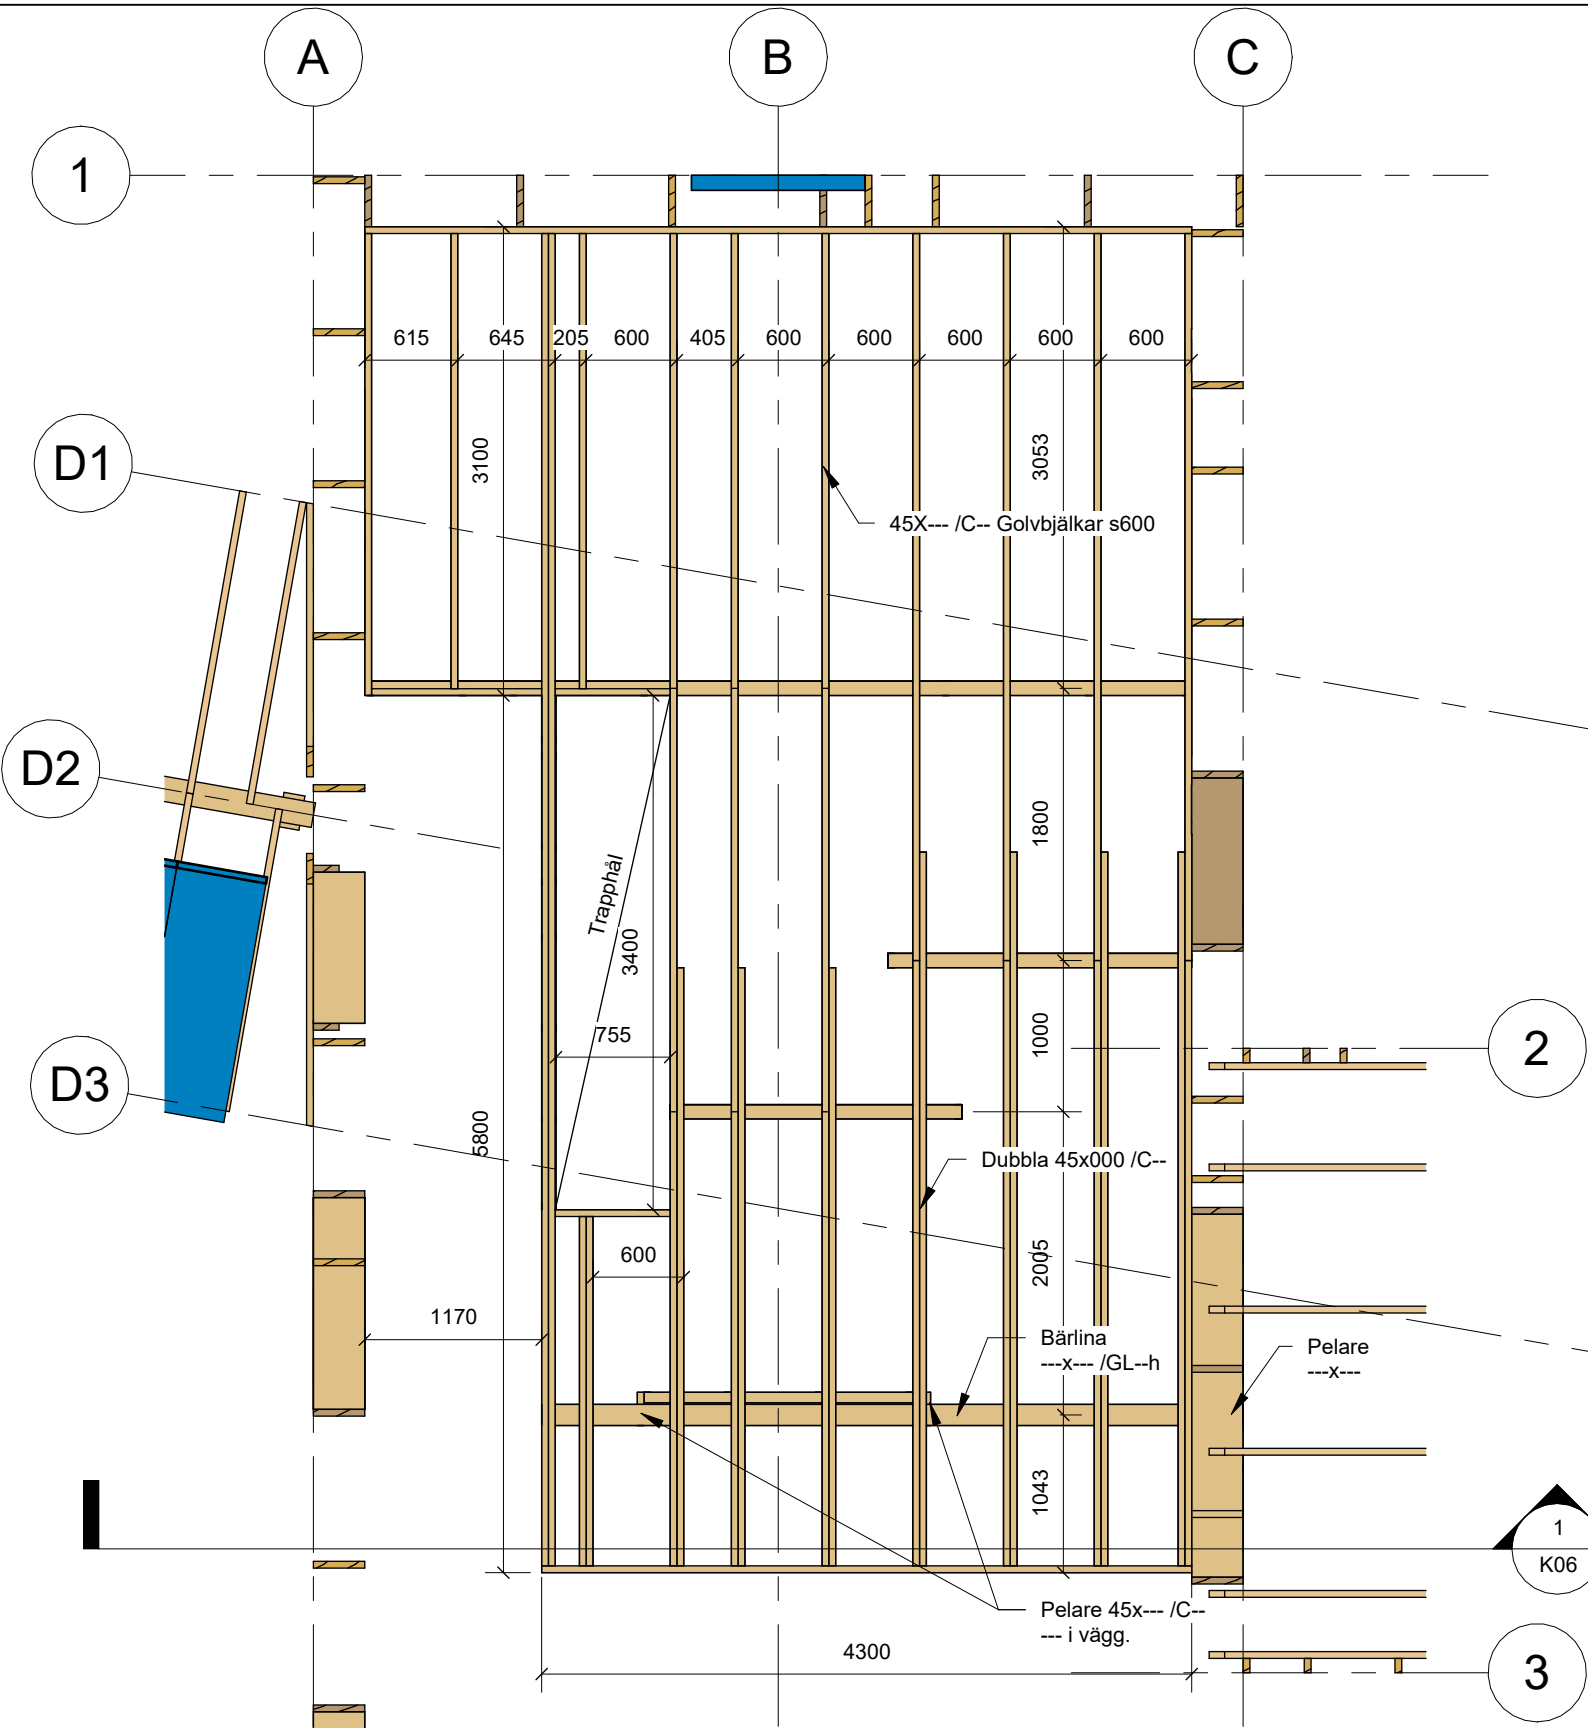 A
B
C
1
615
645
205
600
405
600
600
600
600
600
3100
3053
D1
45X--- /C-- Golvbjälkar s600
D2
1800
Trapphål
3400
755
1000
2
D3
5800
Dubbla 45x000 /C--
600
2005
1170
Bärlina
---x--- /GL--h
Pelare
---x---
1043
1
K06
Pelare 45x--- /C--
--- i vägg.
4300
3